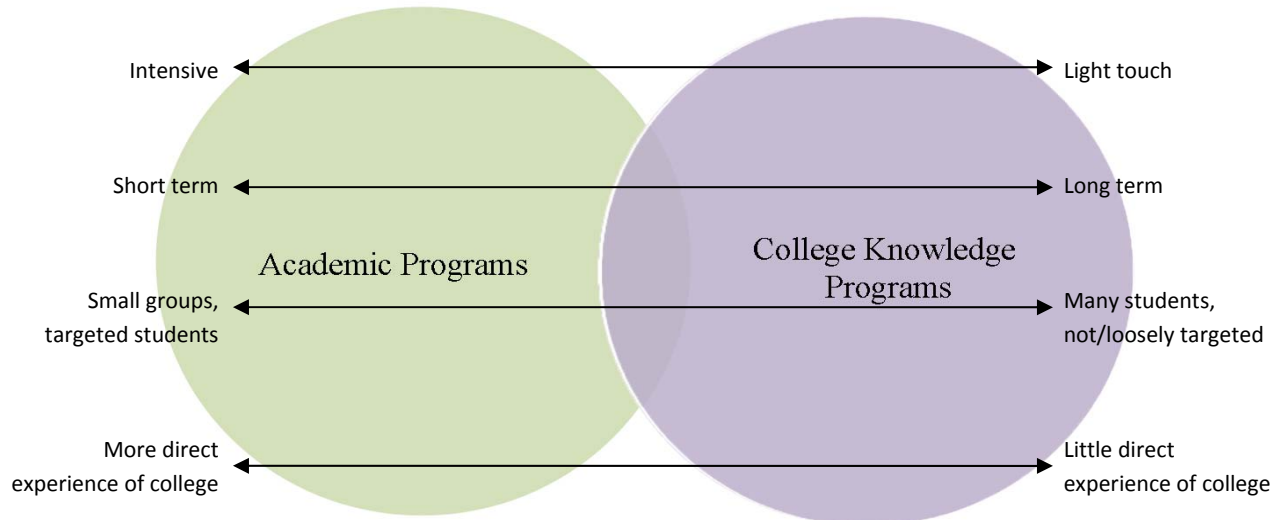 Intensive
Light touch
Short term
Long term
Academic Programs
College Knowledge
Programs
Small groups,
targeted students
Many students,
not/loosely targeted
More direct
experience of college
Little direct
experience of college